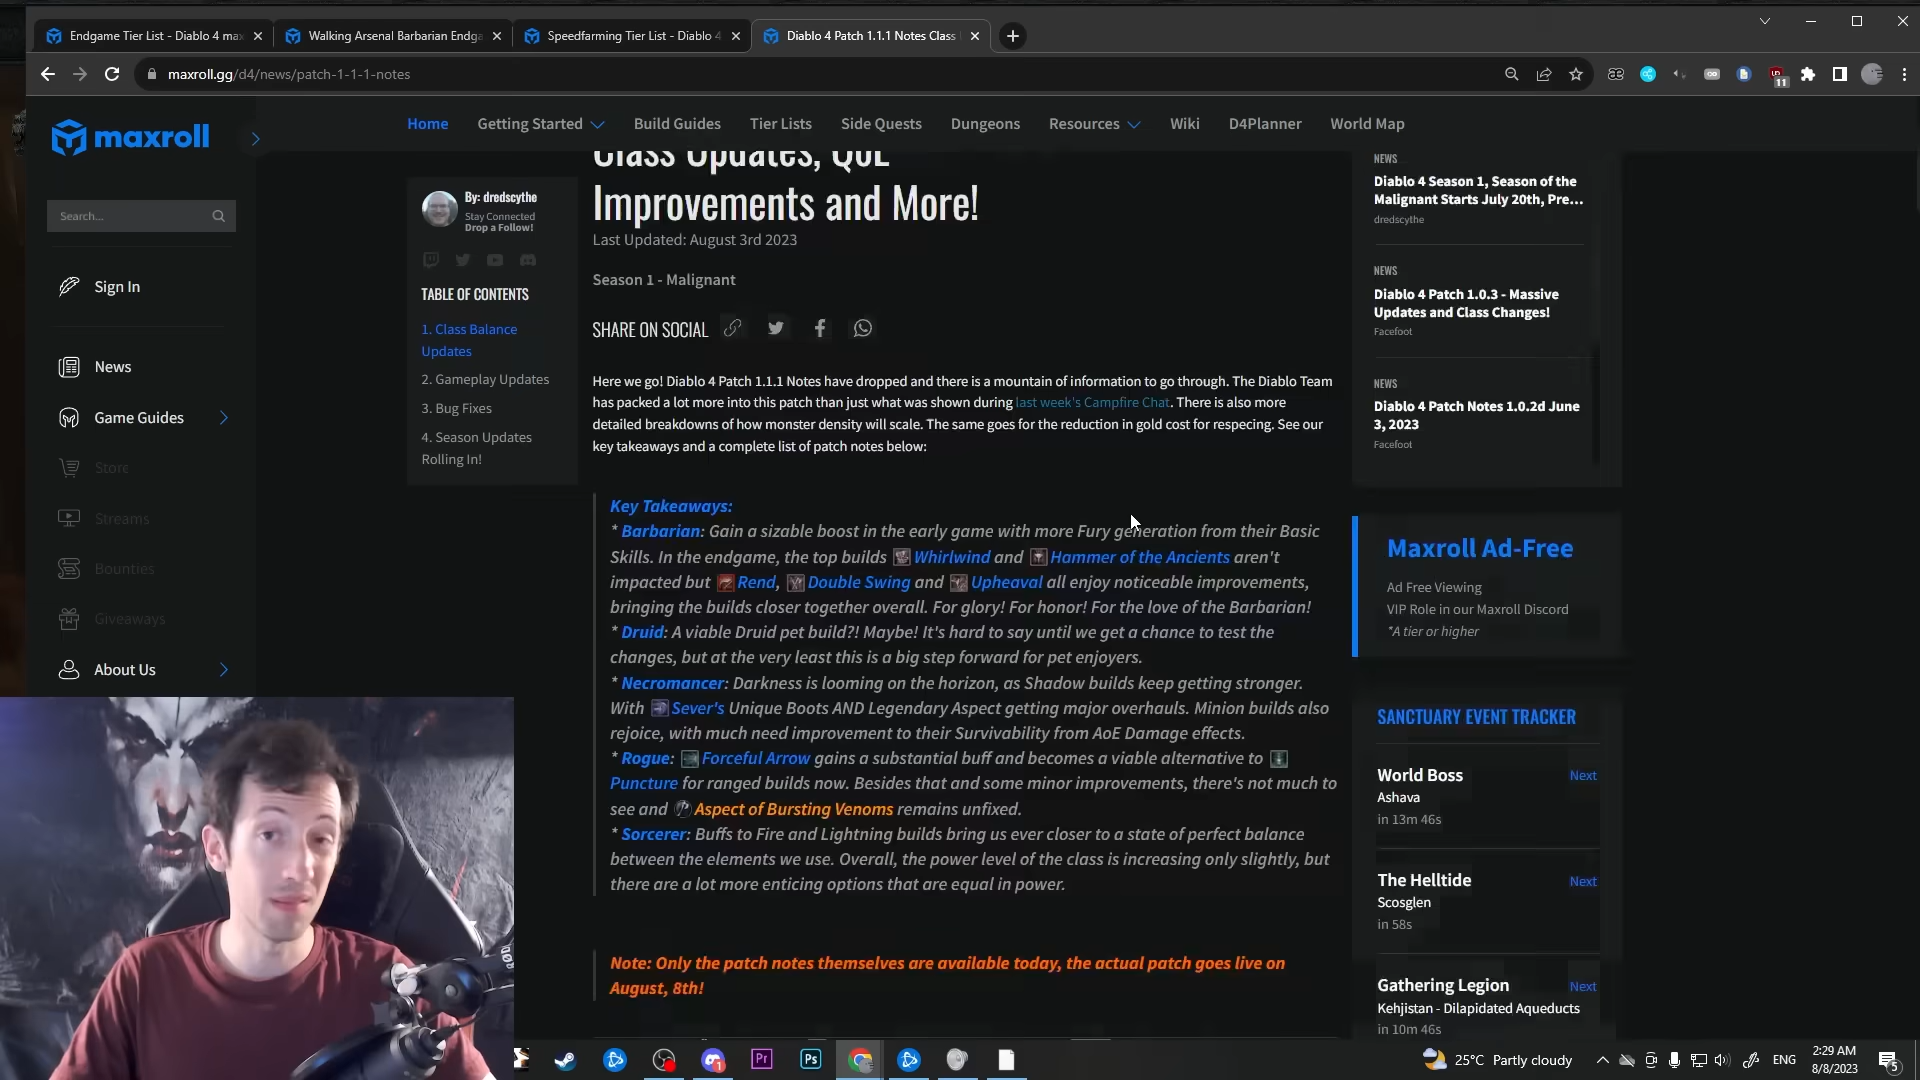 Endgame Tier List - Diablo 4 max
Walking Arsenal Barbarian Endga
Speedfarming Tier List - Diablo 4
Diablo 4 Patch 1.1.1 Notes Class
maxroll.gg/d4/news/patch-1-1-1-notes
11
maxroll
Home
Getting Started
Build Guides
Tier Lists
Side Quests
Dungeons
Resources
Wiki
D4Planner
World Map
Search...
Sign In
News
Game Guides
Store
Streams
Bounties
Giveaways
About Us
By: dredscythe
Stay Connected
Drop a Follow!
TABLE OF CONTENTS
1. Class Balance
Updates
2. Gameplay Updates
3. Bug Fixes
4. Season Updates
Rolling In!
Class Updates, QoL
Improvements and More!
Last Updated: August 3rd 2023
Season 1 - Malignant
SHARE ON SOCIAL
Here we go! Diablo 4 Patch 1.1.1 Notes have dropped and there is a mountain of information to go through. The Diablo Team
has packed a lot more into this patch than just what was shown during last week's Campfire Chat. There is also more
detailed breakdowns of how monster density will scale. The same goes for the reduction in gold cost for respecing. See our
key takeaways and a complete list of patch notes below:
Key Takeaways:
* Barbarian: Gain a sizable boost in the early game with more Fury generation from their Basic
Skills. In the endgame, the top builds Whirlwind and Hammer of the Ancients aren't
impacted but Rend, Double Swing and Upheaval all enjoy noticeable improvements,
bringing the builds closer together overall. For glory! For honor! For the love of the Barbarian!
* Druid: A viable Druid pet build?! Maybe! It's hard to say until we get a chance to test the
changes, but at the very least this is a big step forward for pet enjoyers.
* Necromancer: Darkness is looming on the horizon, as Shadow builds keep getting stronger.
With Sever's Unique Boots AND Legendary Aspect getting major overhauls. Minion builds also
rejoice, with much need improvement to their Survivability from AoE Damage effects.
* Rogue: Forceful Arrow gains a substantial buff and becomes a viable alternative to
Puncture for ranged builds now. Besides that and some minor improvements, there's not much to
see and Aspect of Bursting Venoms remains unfixed.
* Sorcerer: Buffs to Fire and Lightning builds bring us ever closer to a state of perfect balance
between the elements we use. Overall, the power level of the class is increasing only slightly, but
there are a lot more enticing options that are equal in power.
Note: Only the patch notes themselves are available today, the actual patch goes live on
August, 8th!
NEWS
Diablo 4 Season 1, Season of the
Malignant Starts July 20th, Pre...
dredscythe
NEWS
Diablo 4 Patch 1.0.3 - Massive
Updates and Class Changes!
Facefoot
NEWS
Diablo 4 Patch Notes 1.0.2d June
3, 2023
Facefoot
Maxroll Ad-Free
Ad Free Viewing
VIP Role in our Maxroll Discord
*A tier or higher
SANCTUARY EVENT TRACKER
World Boss
Next
Ashava
in 13m 46s
The Helltide
Next
Scosglen
in 58s
Gathering Legion
Next
Kehjistan - Dilapidated Aqueducts
in 10m 46s
Pr
Ps
1
25°C Partly cloudy
ENG
2:29 AM
8/8/2023
5